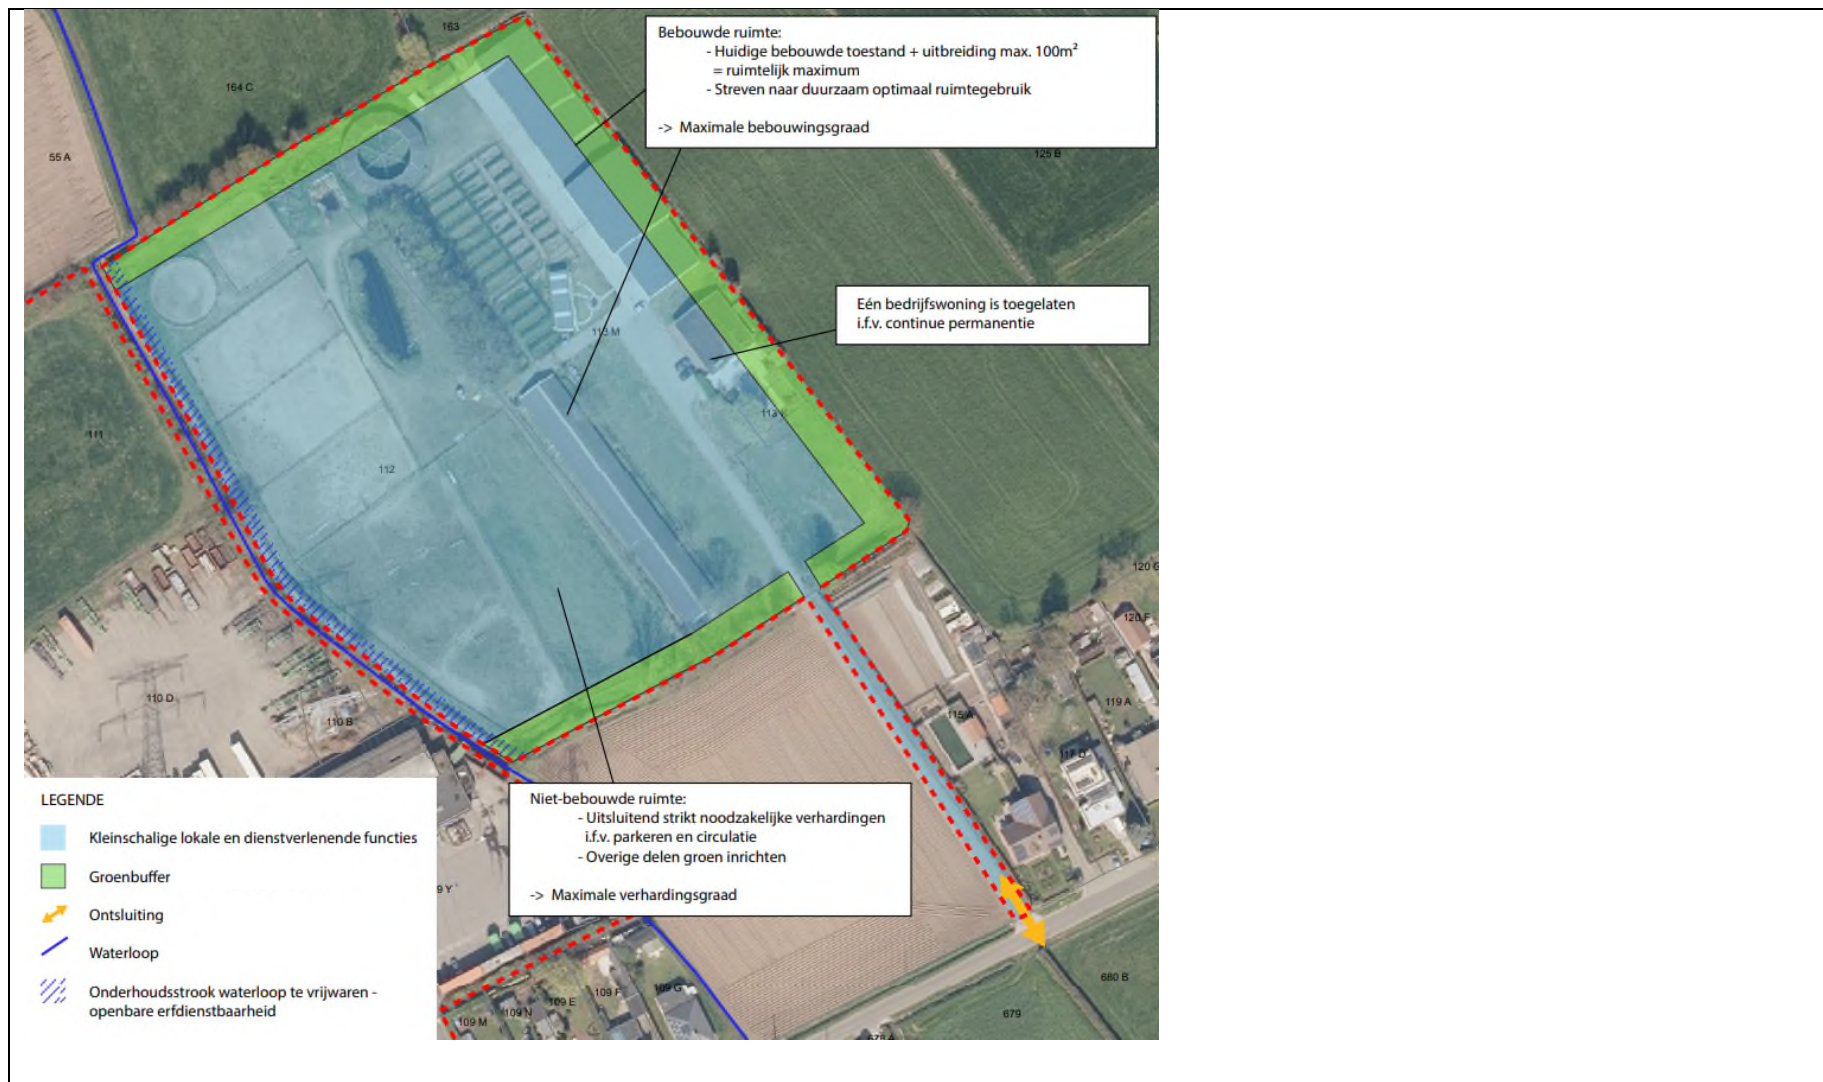 163
Bebouwde ruimte:
- Huidige bebouwde toestand + uitbreiding max. 100m²
= ruimtelijk maximum
- Streven naar duurzaam optimaal ruimtegebruik
-> Maximale bebouwingsgraad
164 C
55 A
125 B
Eén bedrijfswoning is toegelaten
i.f.v. continue permanentie
113 M
111
112
120 G
120 F
110 D
110 B
119 A
115 A
117 D
Niet-bebouwde ruimte:
- Uitsluitend strikt noodzakelijke verhardingen
i.f.v. parkeren en circulatie
- Overige delen groen inrichten
-> Maximale verhardingsgraad
9 Y
LEGENDE
Kleinschalige lokale en dienstverlenende functies
Groenbuffer
Ontsluiting
Waterloop
Onderhoudsstrook waterloop te vrijwaren -
openbare erfdienstbaarheid
109 M
109 N
109 E
109 F
109 G
680 B
679
678 A